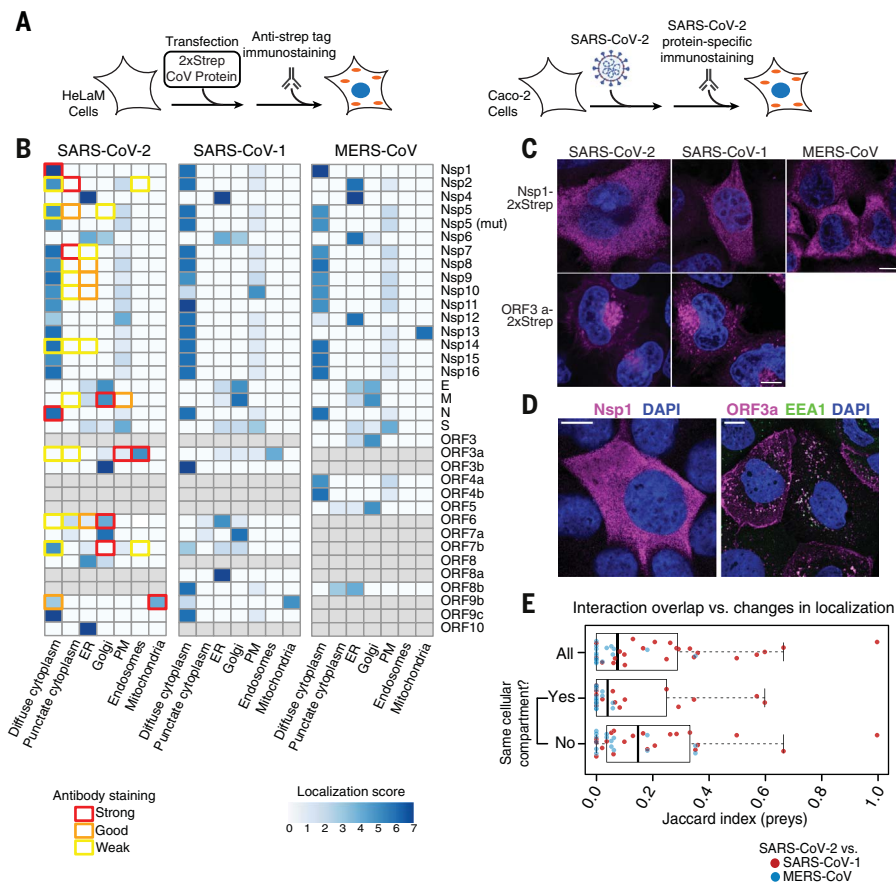 A
Transfection
2xStrep
CoV Protein
Anti-strep tag
immunostaining
HeLaM
Cells
SARS-CoV-2
SARS-CoV-2
protein-specific
immunostaining
Caco-2
Cells
B
SARS-CoV-2
SARS-CoV-1
MERS-CoV
Nsp1
Nsp2
Nsp4
Nsp5
Nsp5 (mut)
Nsp6
Nsp7
Nsp8
Nsp9
Nsp10
Nsp11
Nsp12
Nsp13
Nsp14
Nsp15
Nsp16
E
M
N
S
ORF3
ORF3a
ORF3b
ORF4a
ORF4b
ORF5
ORF6
ORF7a
ORF7b
ORF8
ORF8a
ORF8b
ORF9b
ORF9c
ORF10
Diffuse cytoplasm
Punctate cytoplasm
ER
Golgi
PM
Endosomes
Mitochondria
Diffuse cytoplasm
Punctate cytoplasm
ER
Golgi
PM
Endosomes
Mitochondria
Diffuse cytoplasm
Punctate cytoplasm
ER
Golgi
PM
Endosomes
Mitochondria
Antibody staining
Strong
Good
Weak
Localization score
0 1 2 3 4 5 6 7
C
SARS-CoV-2
SARS-CoV-1
MERS-CoV
Nsp1-
2xStrep
ORF3 a-
2xStrep
D
Nsp1 DAPI
ORF3a EEA1 DAPI
E
Interaction overlap vs. changes in localization
Same cellular
compartment?
All
Yes
No
0.0 0.2 0.4 0.6 0.8 1.0
Jaccard index (preys)
SARS-CoV-2 vs.
SARS-CoV-1
MERS-CoV